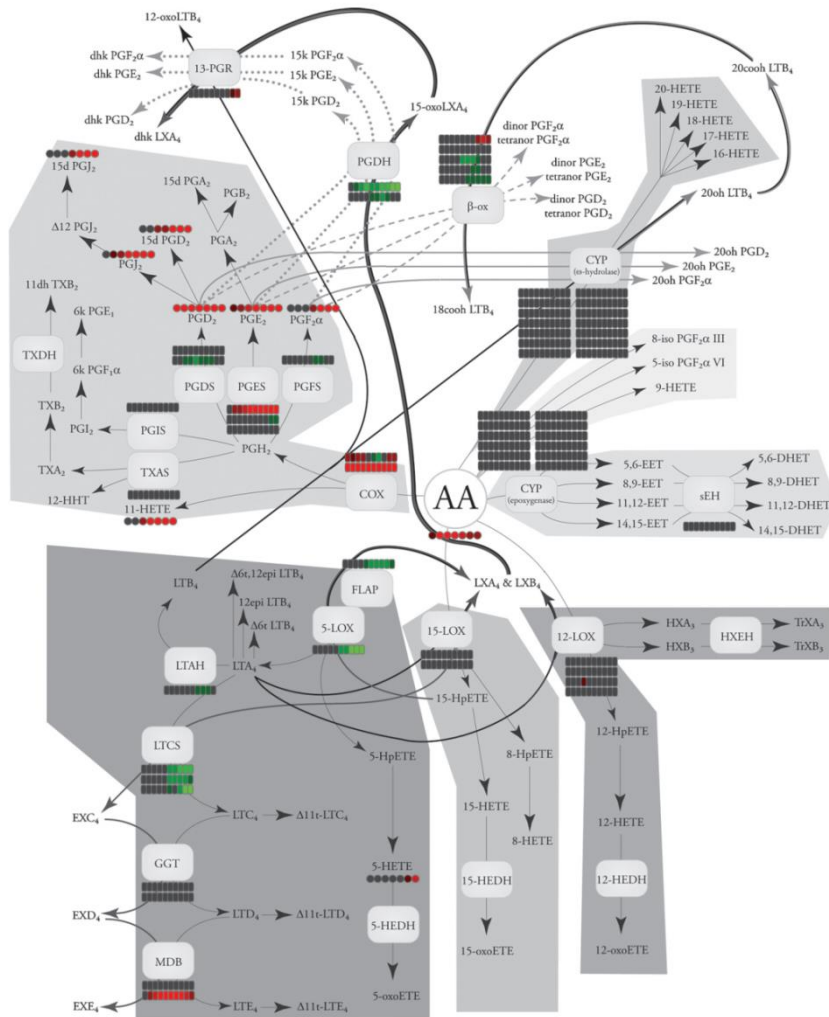 12-oxoLTB₄
dhk PGF₂α
dhk PGE₂
13-PGR
15k PGF₂α
15k PGE₂
15k PGD₂
dhk PGD₂
dhk LXA₄
15-oxoLXA₄
20cooh LTB₄
20-HETE
19-HETE
18-HETE
17-HETE
16-HETE
dinor PGF₂α
tetranor PGF₂α
dinor PGE₂
tetranor PGE₂
dinor PGD₂
tetranor PGD₂
PGDH
β-ox
20oh LTB₄
15d PGJ₂
15d PGA₂
PGB₂
Δ12 PGJ₂
PGA₂
15d PGD₂
PGJ₂
CYP
(ω-hydrolase)
20oh PGD₂
20oh PGE₂
20oh PGF₂α
11dh TXB₂
6k PGE₁
18cooh LTB₄
PGD₂
PGE₂
PGF₂α
8-iso PGF₂α III
5-iso PGF₂α VI
9-HETE
TXDH
6k PGF₁α
PGDS
PGES
PGFS
TXB₂
PGI₂
PGIS
PGH₂
TXA₂
TXAS
12-HHT
11-HETE
COX
AA
CYP
(epoxygenase)
5,6-EET
8,9-EET
11,12-EET
14,15-EET
sEH
5,6-DHET
8,9-DHET
11,12-DHET
14,15-DHET
LTB₄
Δ6t,12epi LTB₄
12epi LTB₄
Δ6t LTB₄
FLAP
LXA₄ & LXB₄
5-LOX
15-LOX
12-LOX
HXA₃
HXB₃
HXEH
TrXA₃
TrXB₃
LTAH
LTA₄
15-HpETE
LTCS
5-HpETE
8-HpETE
12-HpETE
EXC₄
LTC₄
Δ11t-LTC₄
15-HETE
8-HETE
12-HETE
GGT
5-HETE
15-HEDH
12-HEDH
EXD₄
LTD₄
Δ11t-LTD₄
5-HEDH
15-oxoETE
12-oxoETE
MDB
5-oxoETE
EXE₄
LTE₄
Δ11t-LTE₄